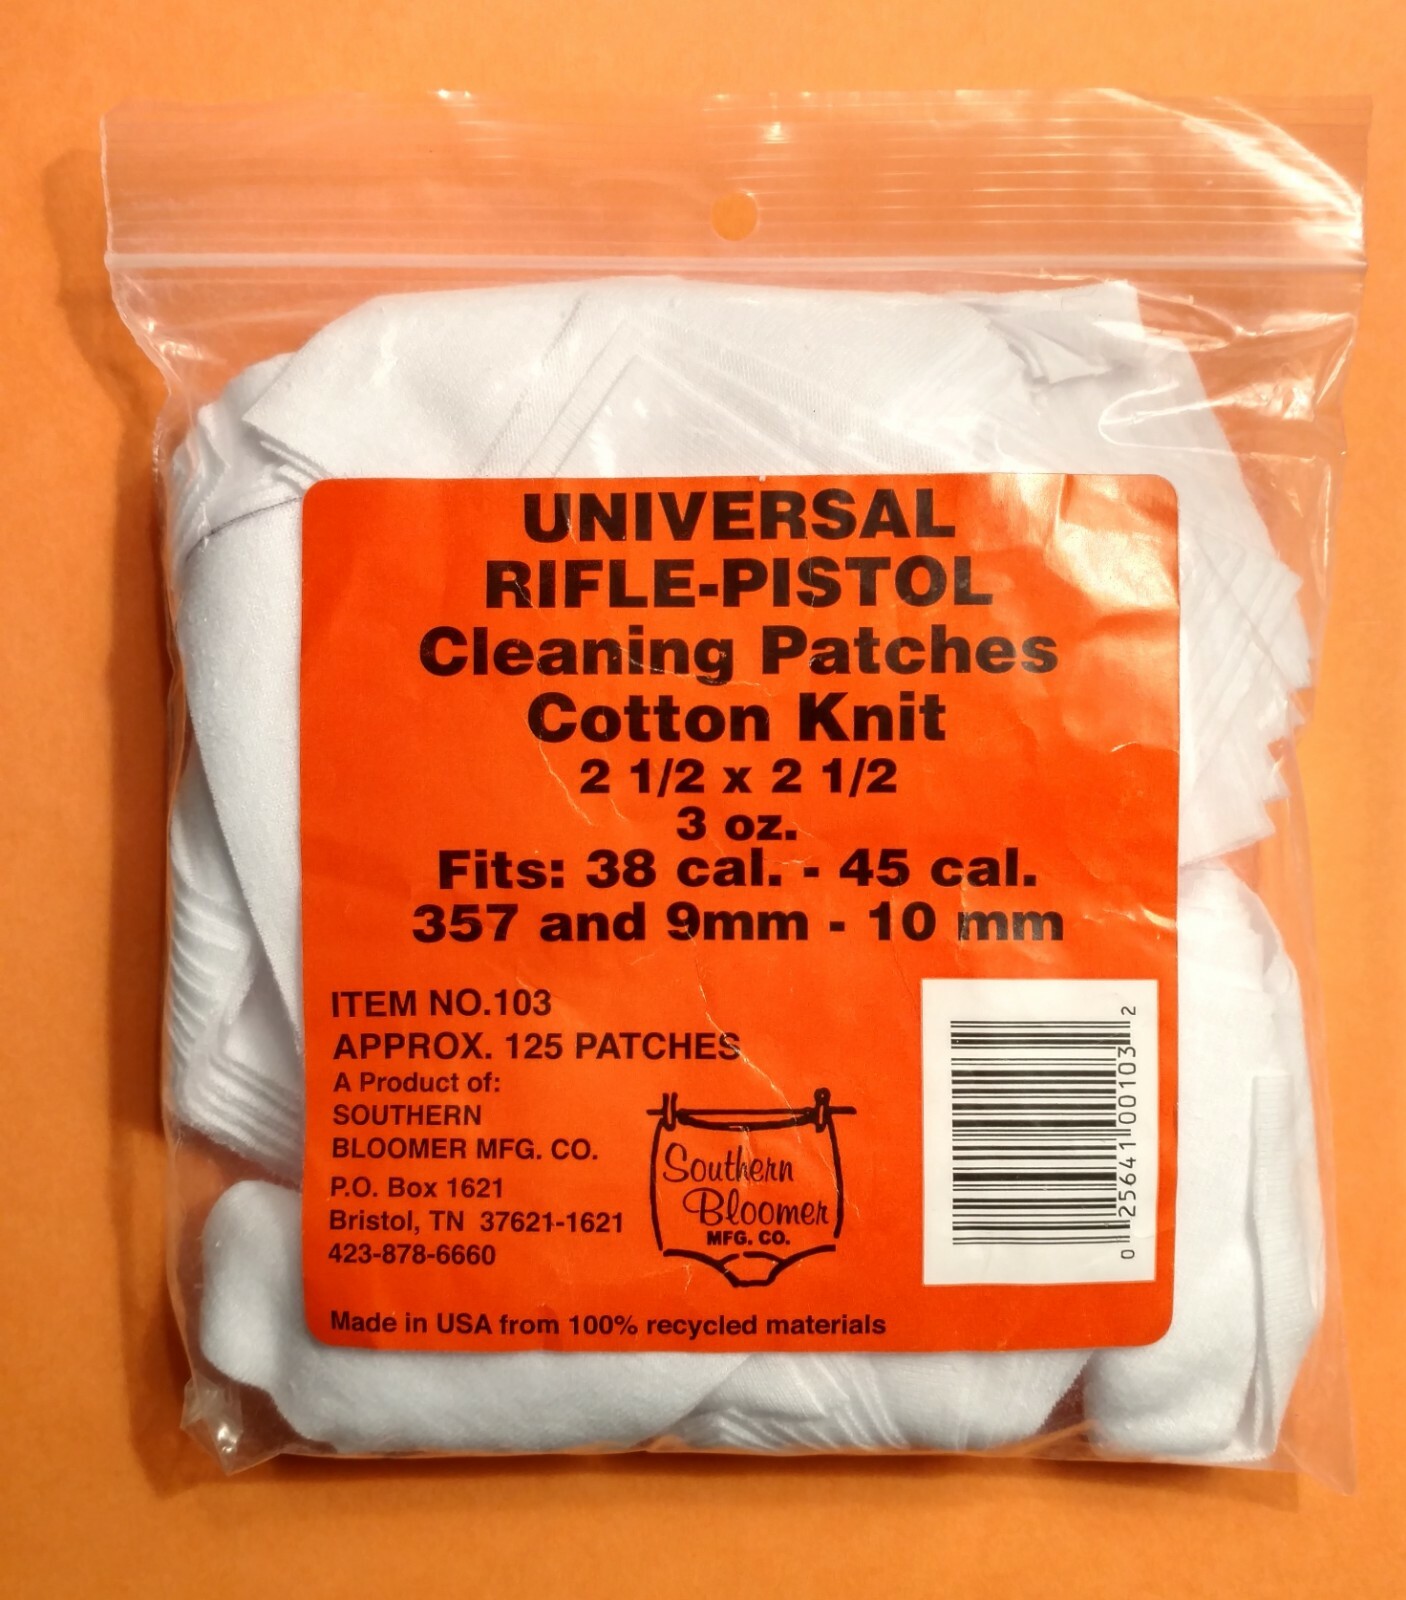 UNIVERSAL
RIFLE-PISTOL
Cleaning Patches
Cotton Knit
2 1/2 x 2 1/2
3 oz.
Fits: 38 cal. - 45 cal.
357 and 9mm - 10 mm
ITEM NO.103
APPROX. 125 PATCHES
A Product of:
SOUTHERN
BLOOMER MFG. CO.
P.O. Box 1621
Bristol, TN 37621-1621
423-878-6660
Made in USA from 100% recycled materials
Southern
Bloomer
MFG. CO.
0 25641 00103 2